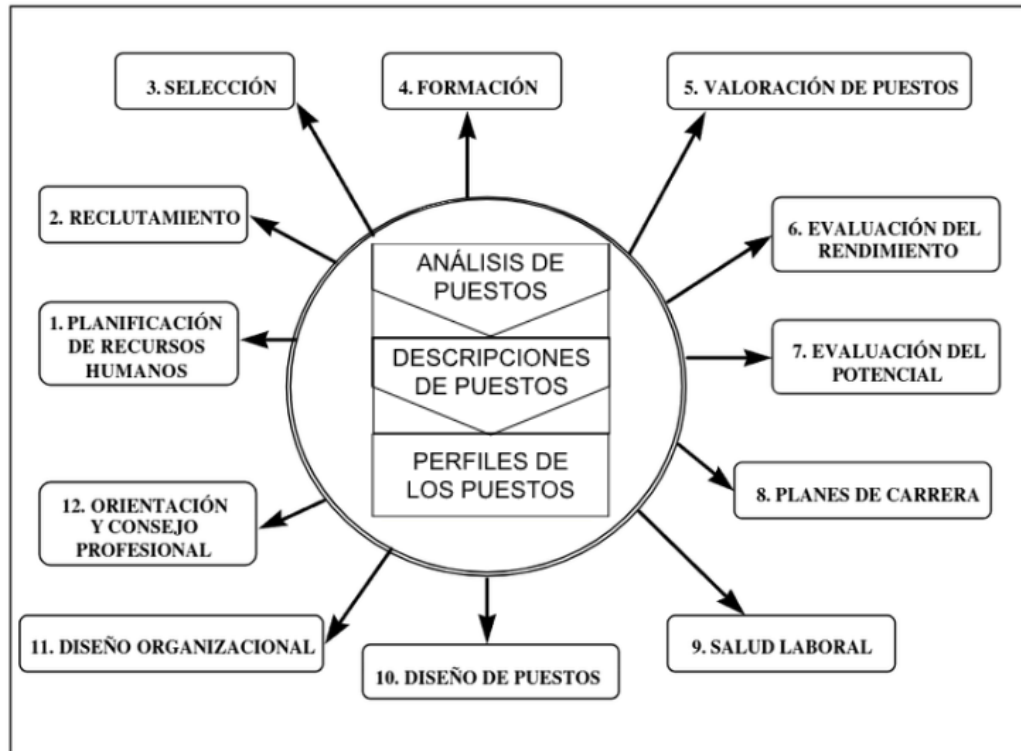 3. SELECCIÓN
4. FORMACIÓN
5. VALORACIÓN DE PUESTOS
2. RECLUTAMIENTO
6. EVALUACIÓN DEL
RENDIMIENTO
ANÁLISIS DE
PUESTOS
1. PLANIFICACIÓN
DE RECURSOS
HUMANOS
DESCRIPCIONES
DE PUESTOS
7. EVALUACIÓN DEL
POTENCIAL
PERFILES DE
LOS PUESTOS
8. PLANES DE CARRERA
12. ORIENTACIÓN
Y CONSEJO
PROFESIONAL
11. DISEÑO ORGANIZACIONAL
10. DISEÑO DE PUESTOS
9. SALUD LABORAL